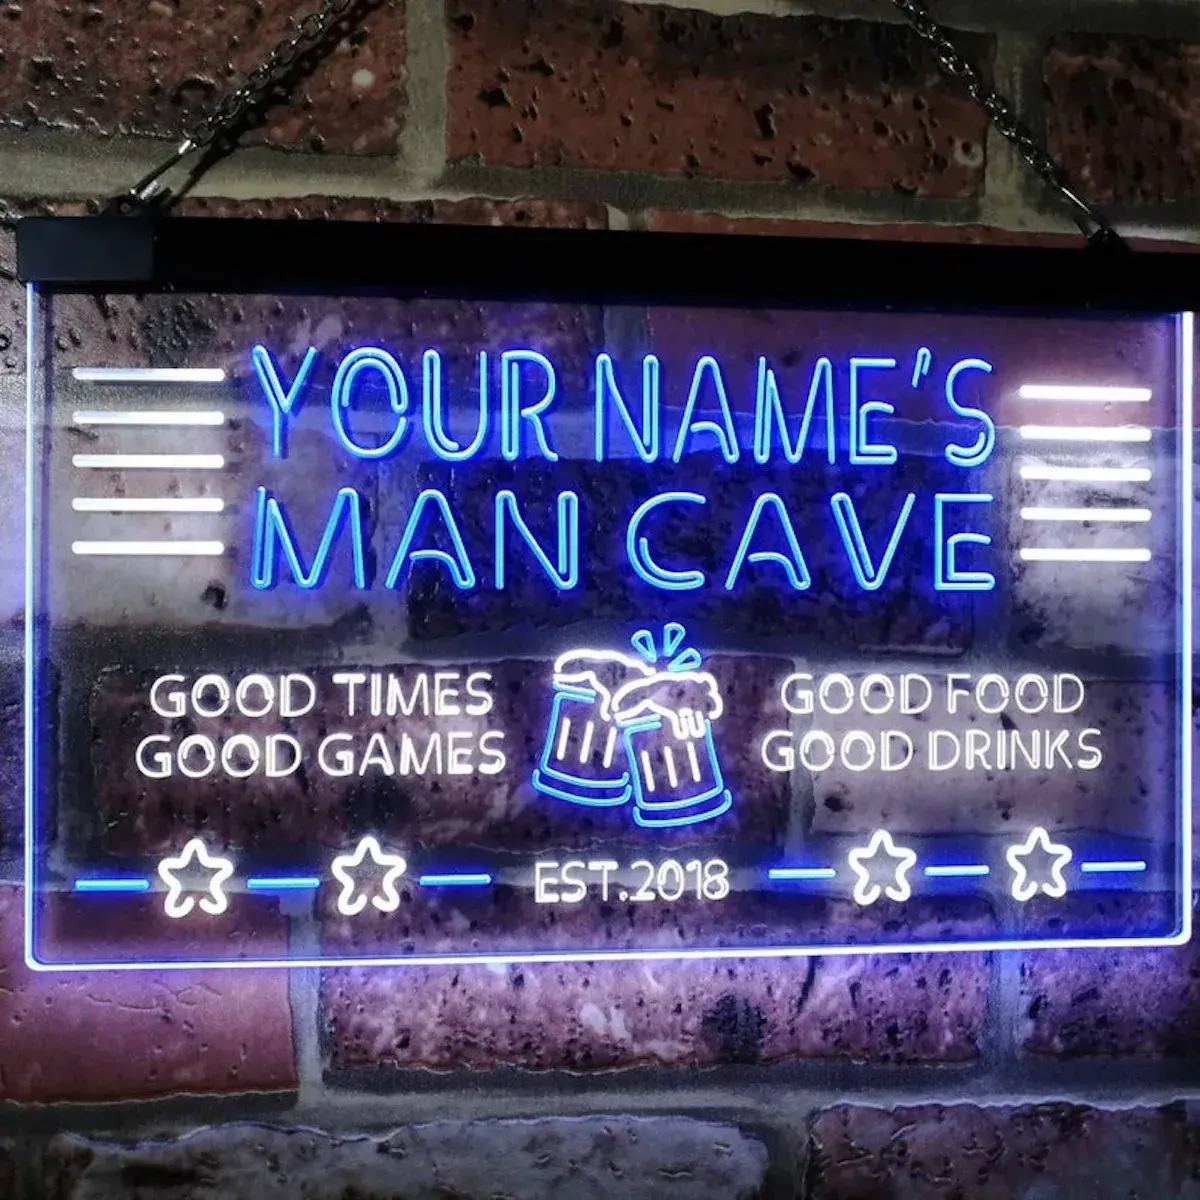 YOUR NAME'S
MAN CAVE
GOOD TIMES
GOOD GAMES
GOOD FOOD
GOOD DRINKS
EST.2018